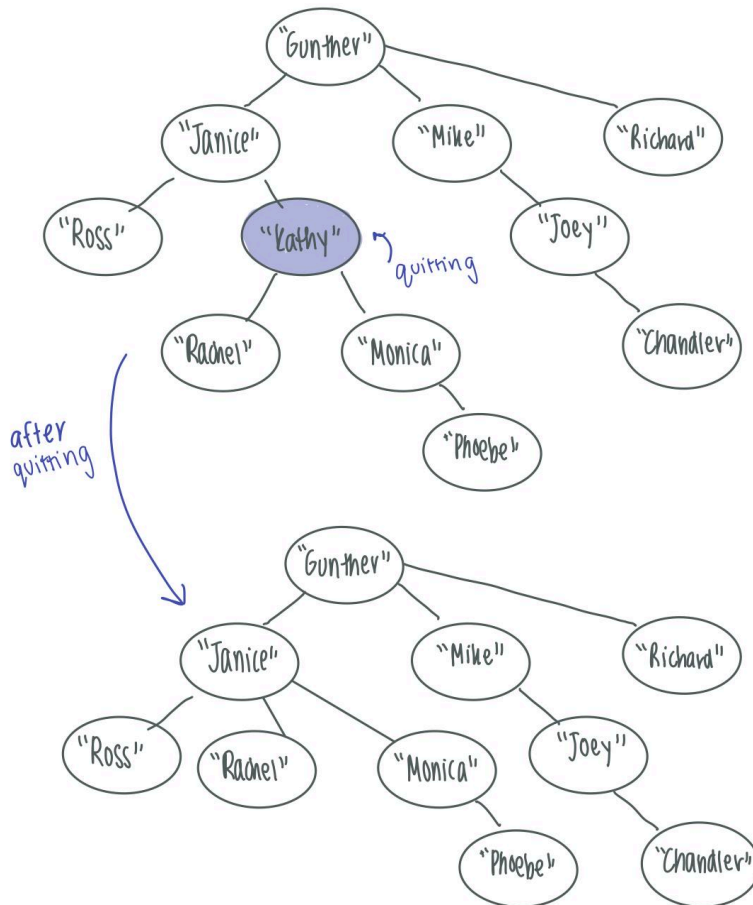 "Gunther"
"Janice"
"Mike"
"Richard"
"Ross"
"Kathy"
"Joey"
quitting
"Rachel"
"Monica"
"Chandler"
"Phoebe"
after
quitting
"Gunther"
"Janice"
"Mike"
"Richard"
"Ross"
"Rachel"
"Monica"
"Joey"
"Phoebe"
"Chandler"